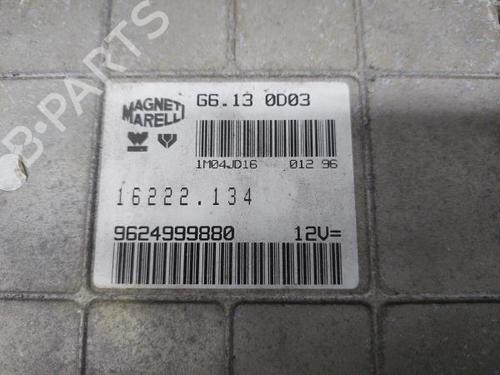 B-PARTS
MAGNETI MARELLI
G6.13 0D03
1M04JD16 012 96
16222.134
9624999880 12V=